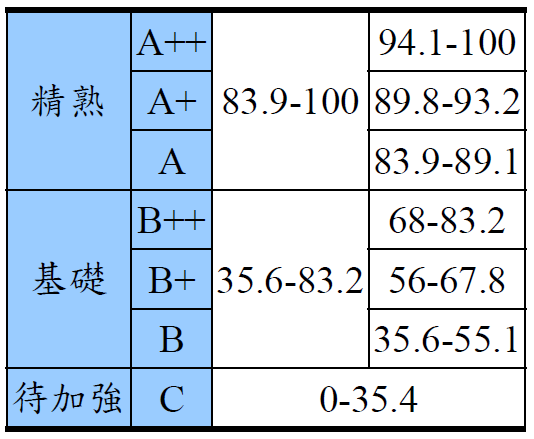 精熟 A++ 83.9-100 94.1-100
A+ 89.8-93.2
A 83.9-89.1
基礎 B++ 35.6-83.2 68-83.2
B+ 56-67.8
B 35.6-55.1
待加強 C 0-35.4